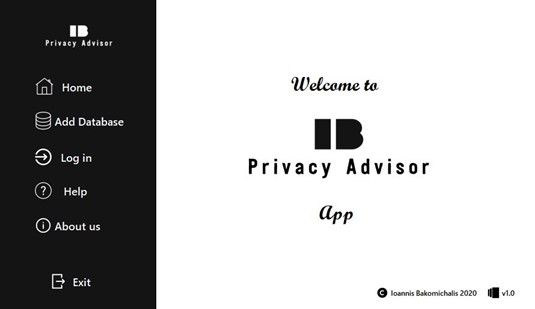 IB
Privacy Advisor
Home
Add Database
Log in
Help
About us
Exit
Welcome to
IB
Privacy Advisor
App
Ioannis Bakomichalis 2020
v1.0